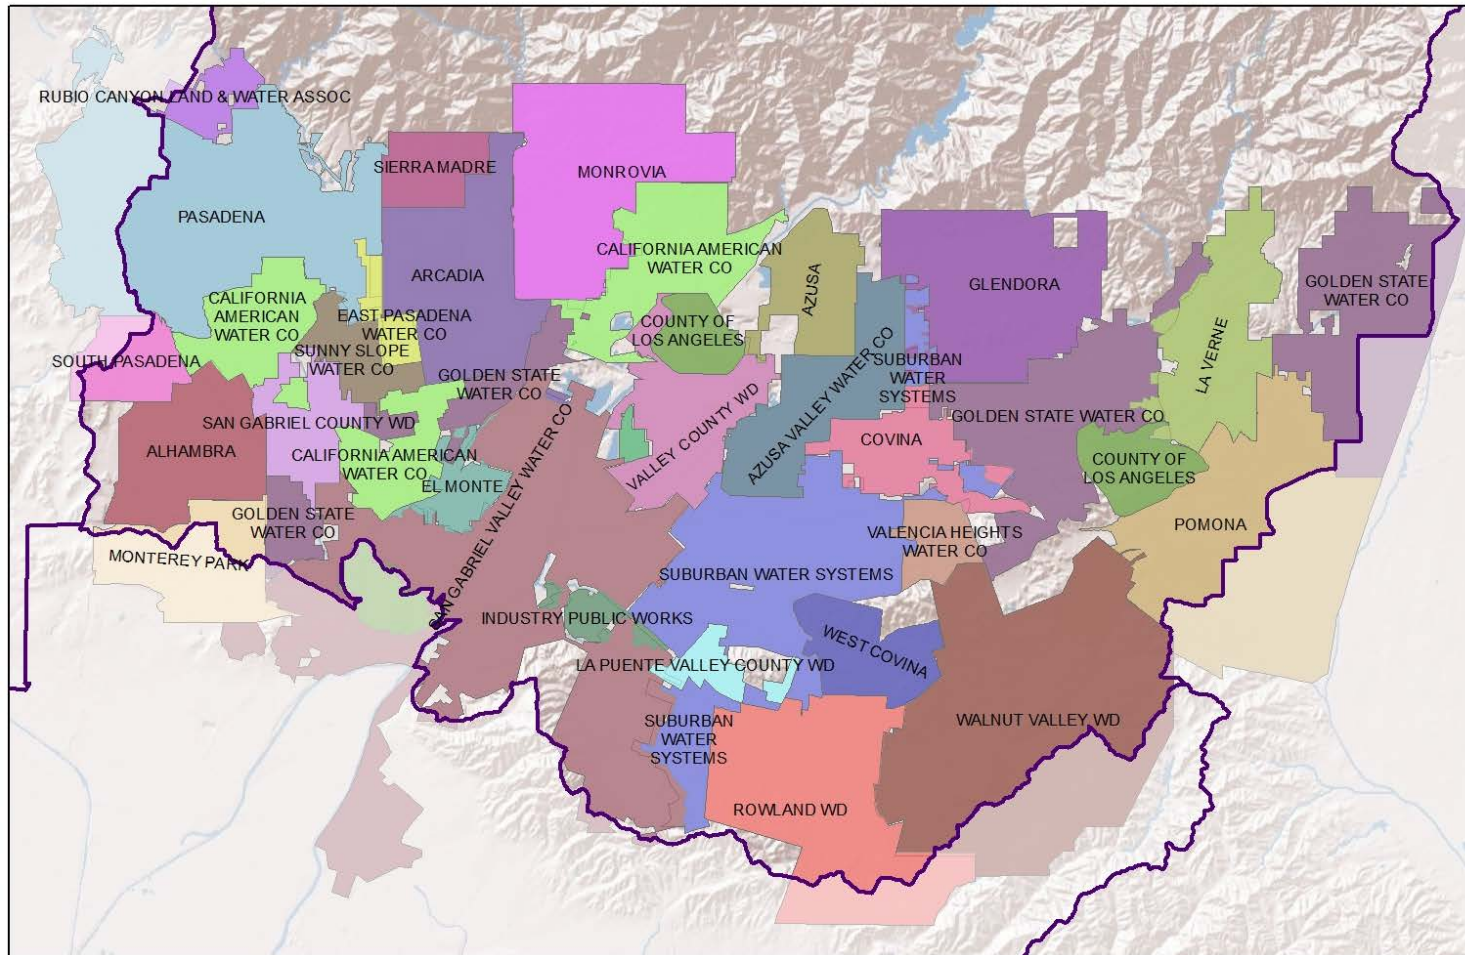 RUBIO CANYON LAND & WATER ASSOC
SIERRA MADRE
MONROVIA
PASADENA
CALIFORNIA AMERICAN
WATER CO
ARCADIA
AZUSA
GLENDORA
GOLDEN STATE
WATER CO
CALIFORNIA
AMERICAN
WATER CO
EAST PASADENA
WATER CO
COUNTY OF
LOS ANGELES
SUNNY SLOPE
WATER CO
SOUTH PASADENA
GOLDEN STATE
WATER CO
SUBURBAN
WATER
SYSTEMS
LA VERNE
AZUSA VALLEY WATER CO
VALLEY COUNTY WD
GOLDEN STATE WATER CO
SAN GABRIEL COUNTY WD
ALHAMBRA
CALIFORNIA AMERICAN
WATER CO
COVINA
COUNTY OF
LOS ANGELES
EL MONTE
SAN GABRIEL VALLEY WATER CO
GOLDEN STATE
WATER CO
VALENCIA HEIGHTS
WATER CO
POMONA
MONTEREY PARK
SUBURBAN WATER SYSTEMS
INDUSTRY PUBLIC WORKS
WEST COVINA
LA PUENTE VALLEY COUNTY WD
SUBURBAN
WATER
SYSTEMS
WALNUT VALLEY WD
ROWLAND WD